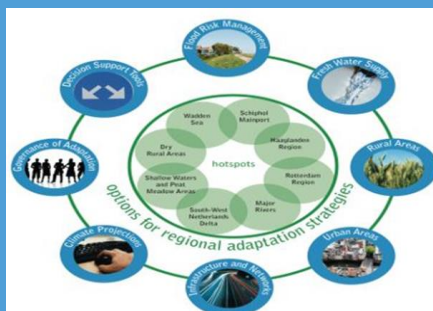 Flood Risk Management
Fresh Water Supply
Rural Areas
Urban Areas
Infrastructure and Networks
Climate Projections
Governance of Adaptation
Decision Support Tools
Wadden
Sea
Schiphol
Mainport
Haaglanden
Region
Rotterdam
Region
Major
Rivers
South-West
Netherlands
Delta
Shallow Waters
and Peat
Meadow Areas
Dry
Rural Areas
hotspots
options for regional adaptation strategies